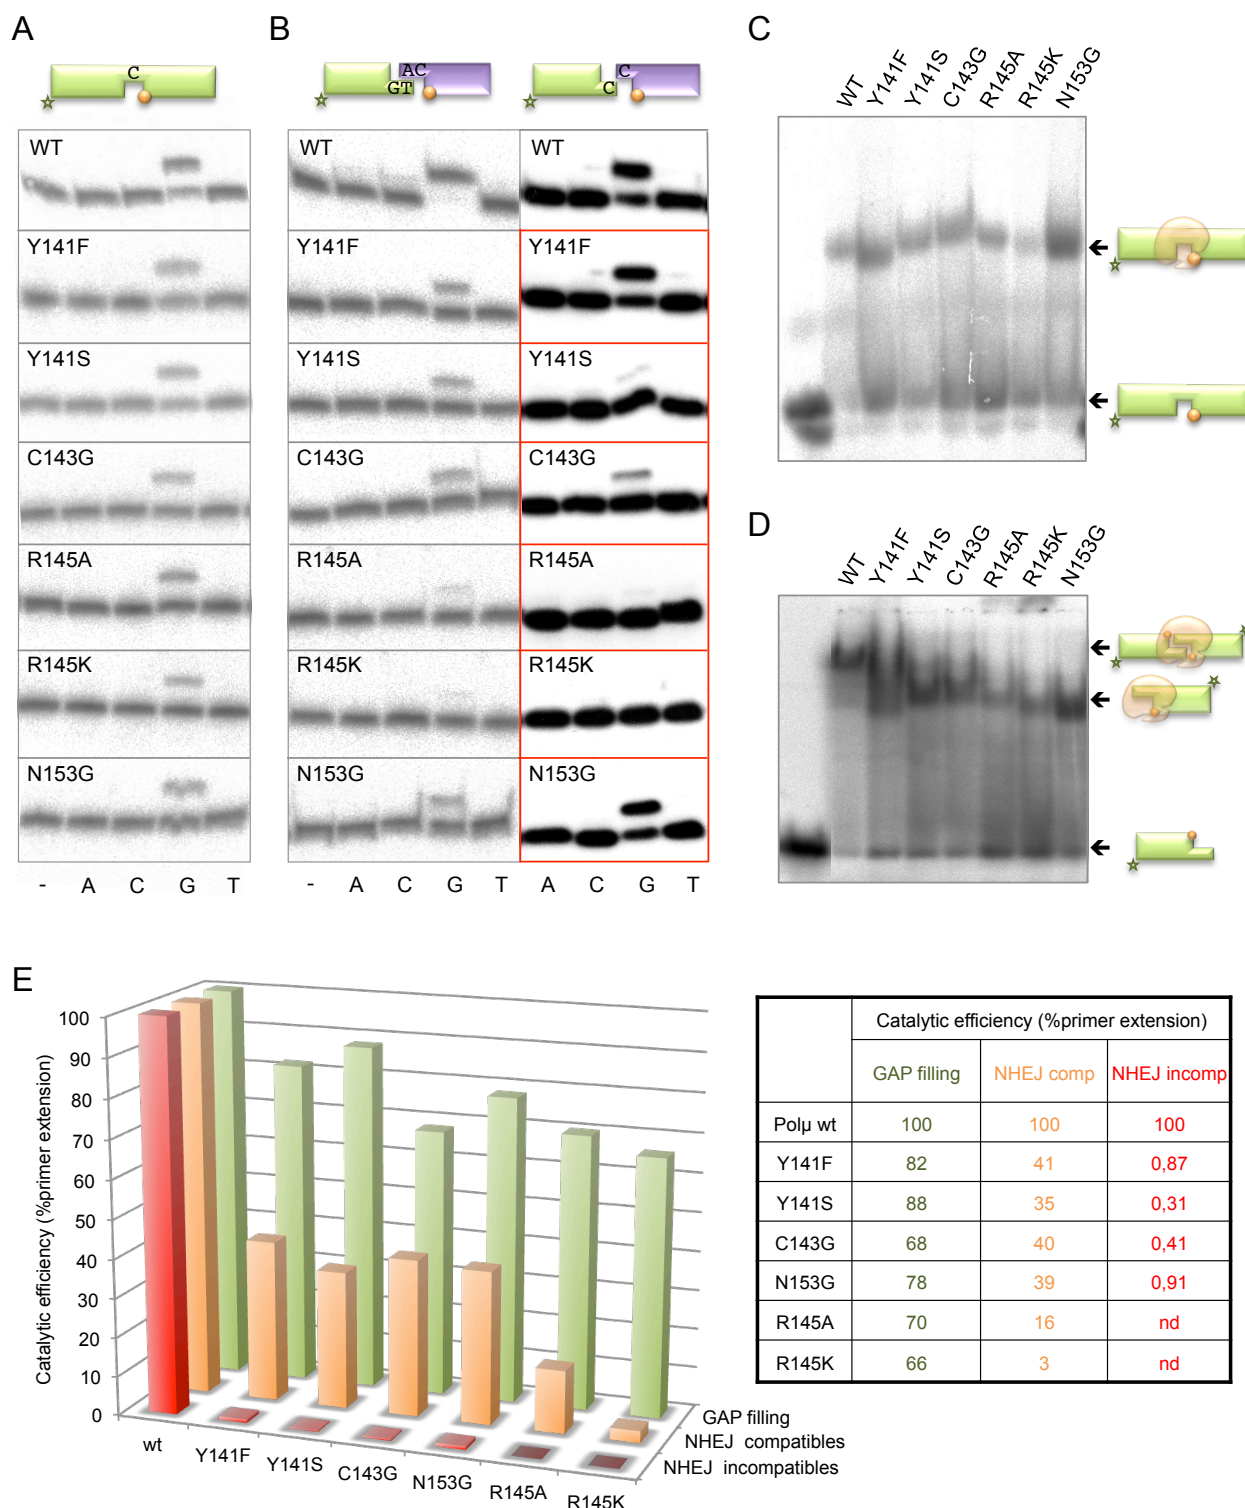 A
B
C
D
E
C
AC
GT
C
C
WT
Y141F
Y141S
C143G
R145A
R145K
N153G
- A C G T
WT
Y141F
Y141S
C143G
R145A
R145K
N153G
- A C G T
WT
Y141F
Y141S
C143G
R145A
R145K
N153G
A C G T
WT Y141F Y141S C143G R145A R145K N153G
WT Y141F Y141S C143G R145A R145K N153G
Catalytic efficiency (%primer extension)
100
90
80
70
60
50
40
30
20
10
0
wt Y141F Y141S C143G N153G R145A R145K
GAP filling
NHEJ compatibles
NHEJ incompatibles
Catalytic efficiency (%primer extension)
GAP filling NHEJ comp NHEJ incomp
Polμ wt 100 100 100
Y141F 82 41 0,87
Y141S 88 35 0,31
C143G 68 40 0,41
N153G 78 39 0,91
R145A 70 16 nd
R145K 66 3 nd